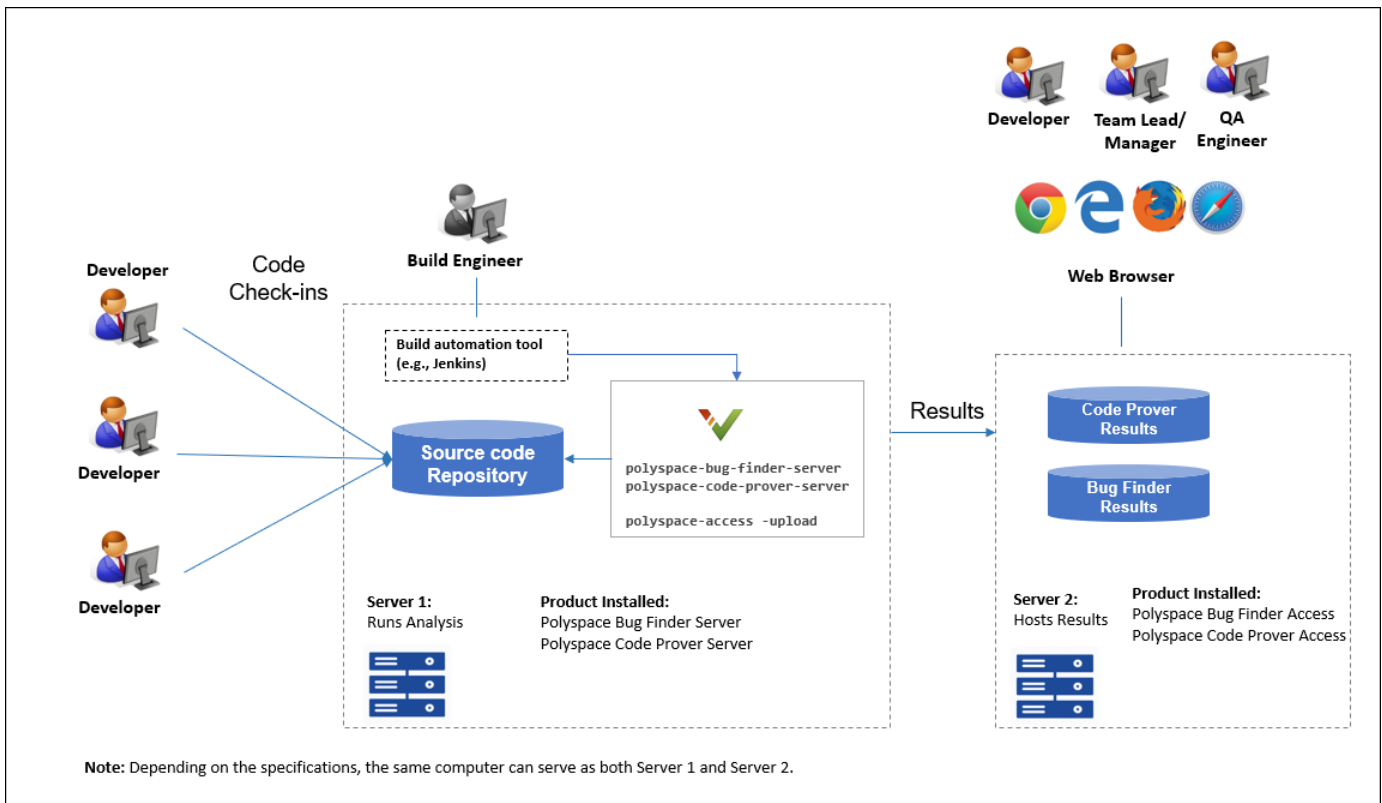 Developer
Team Lead/
Manager
QA
Engineer
Web Browser
Build Engineer
Code
Check-ins
Developer
Developer
Developer
Build automation tool
(e.g., Jenkins)
Source code
Repository
polyspace-bug-finder-server
polyspace-code-prover-server
polyspace-access -upload
Results
Code Prover
Results
Bug Finder
Results
Server 1:
Runs Analysis
Product Installed:
Polyspace Bug Finder Server
Polyspace Code Prover Server
Server 2:
Hosts Results
Product Installed:
Polyspace Bug Finder Access
Polyspace Code Prover Access
Note: Depending on the specifications, the same computer can serve as both Server 1 and Server 2.